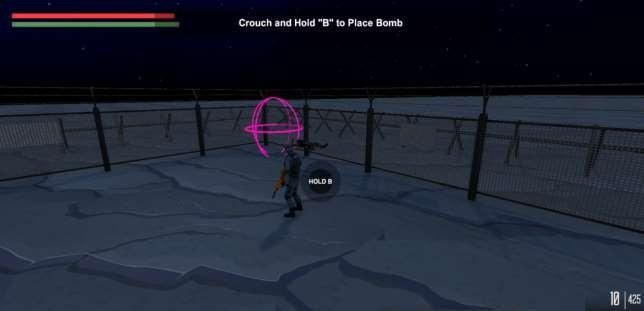 Crouch and Hold "B" to Place Bomb
HOLD B
10 425